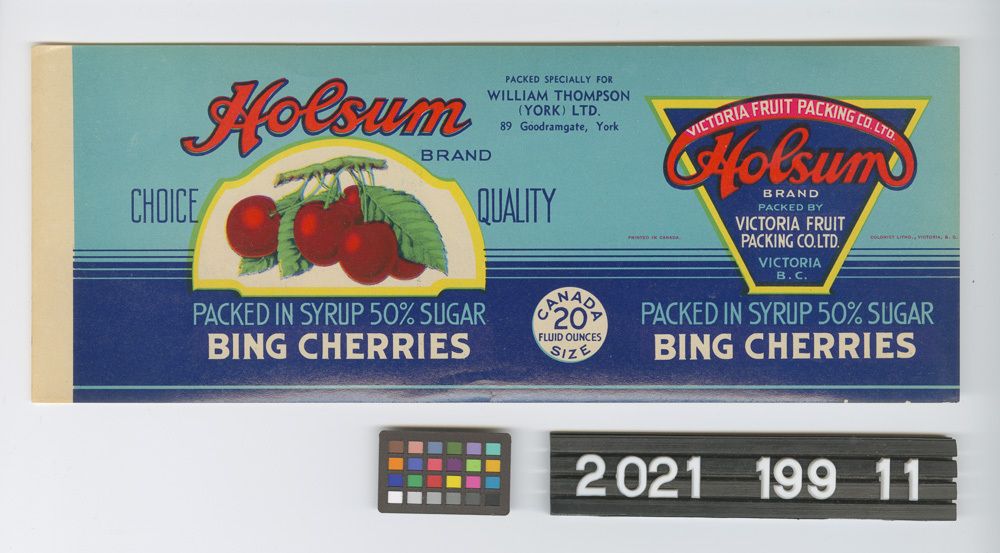 Holsum
BRAND
CHOICE QUALITY
PACKED IN SYRUP 50% SUGAR
BING CHERRIES
PACKED SPECIALLY FOR
WILLIAM THOMPSON
(YORK) LTD.
89 Goodramgate, York
CANADA
20
FLUID OUNCES
SIZE
VICTORIA FRUIT PACKING CO. LTD.
Holsum
BRAND
PACKED BY
VICTORIA FRUIT
PACKING CO. LTD.
VICTORIA
B. C.
PRINTED IN CANADA
COLORIST LITHO., VICTORIA, B. C.
PACKED IN SYRUP 50% SUGAR
BING CHERRIES
2021 199 11